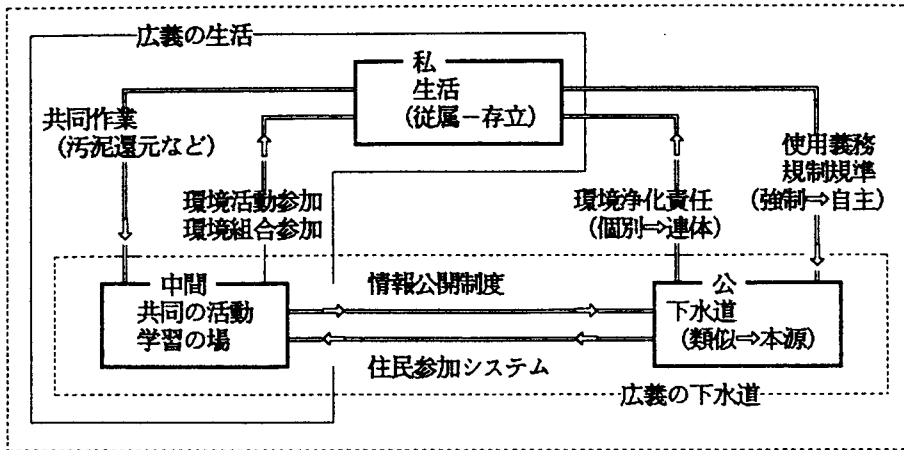 広義の生活
私
生活
(従属－存立)
共同作業
(汚泥還元など)
環境活動参加
環境組合参加
環境浄化責任
(個別⇨連体)
使用義務
規制規準
(強制⇨自主)
中間
共同の活動
学習の場
情報公開制度
住民参加システム
公
下水道
(類似⇨本源)
広義の下水道